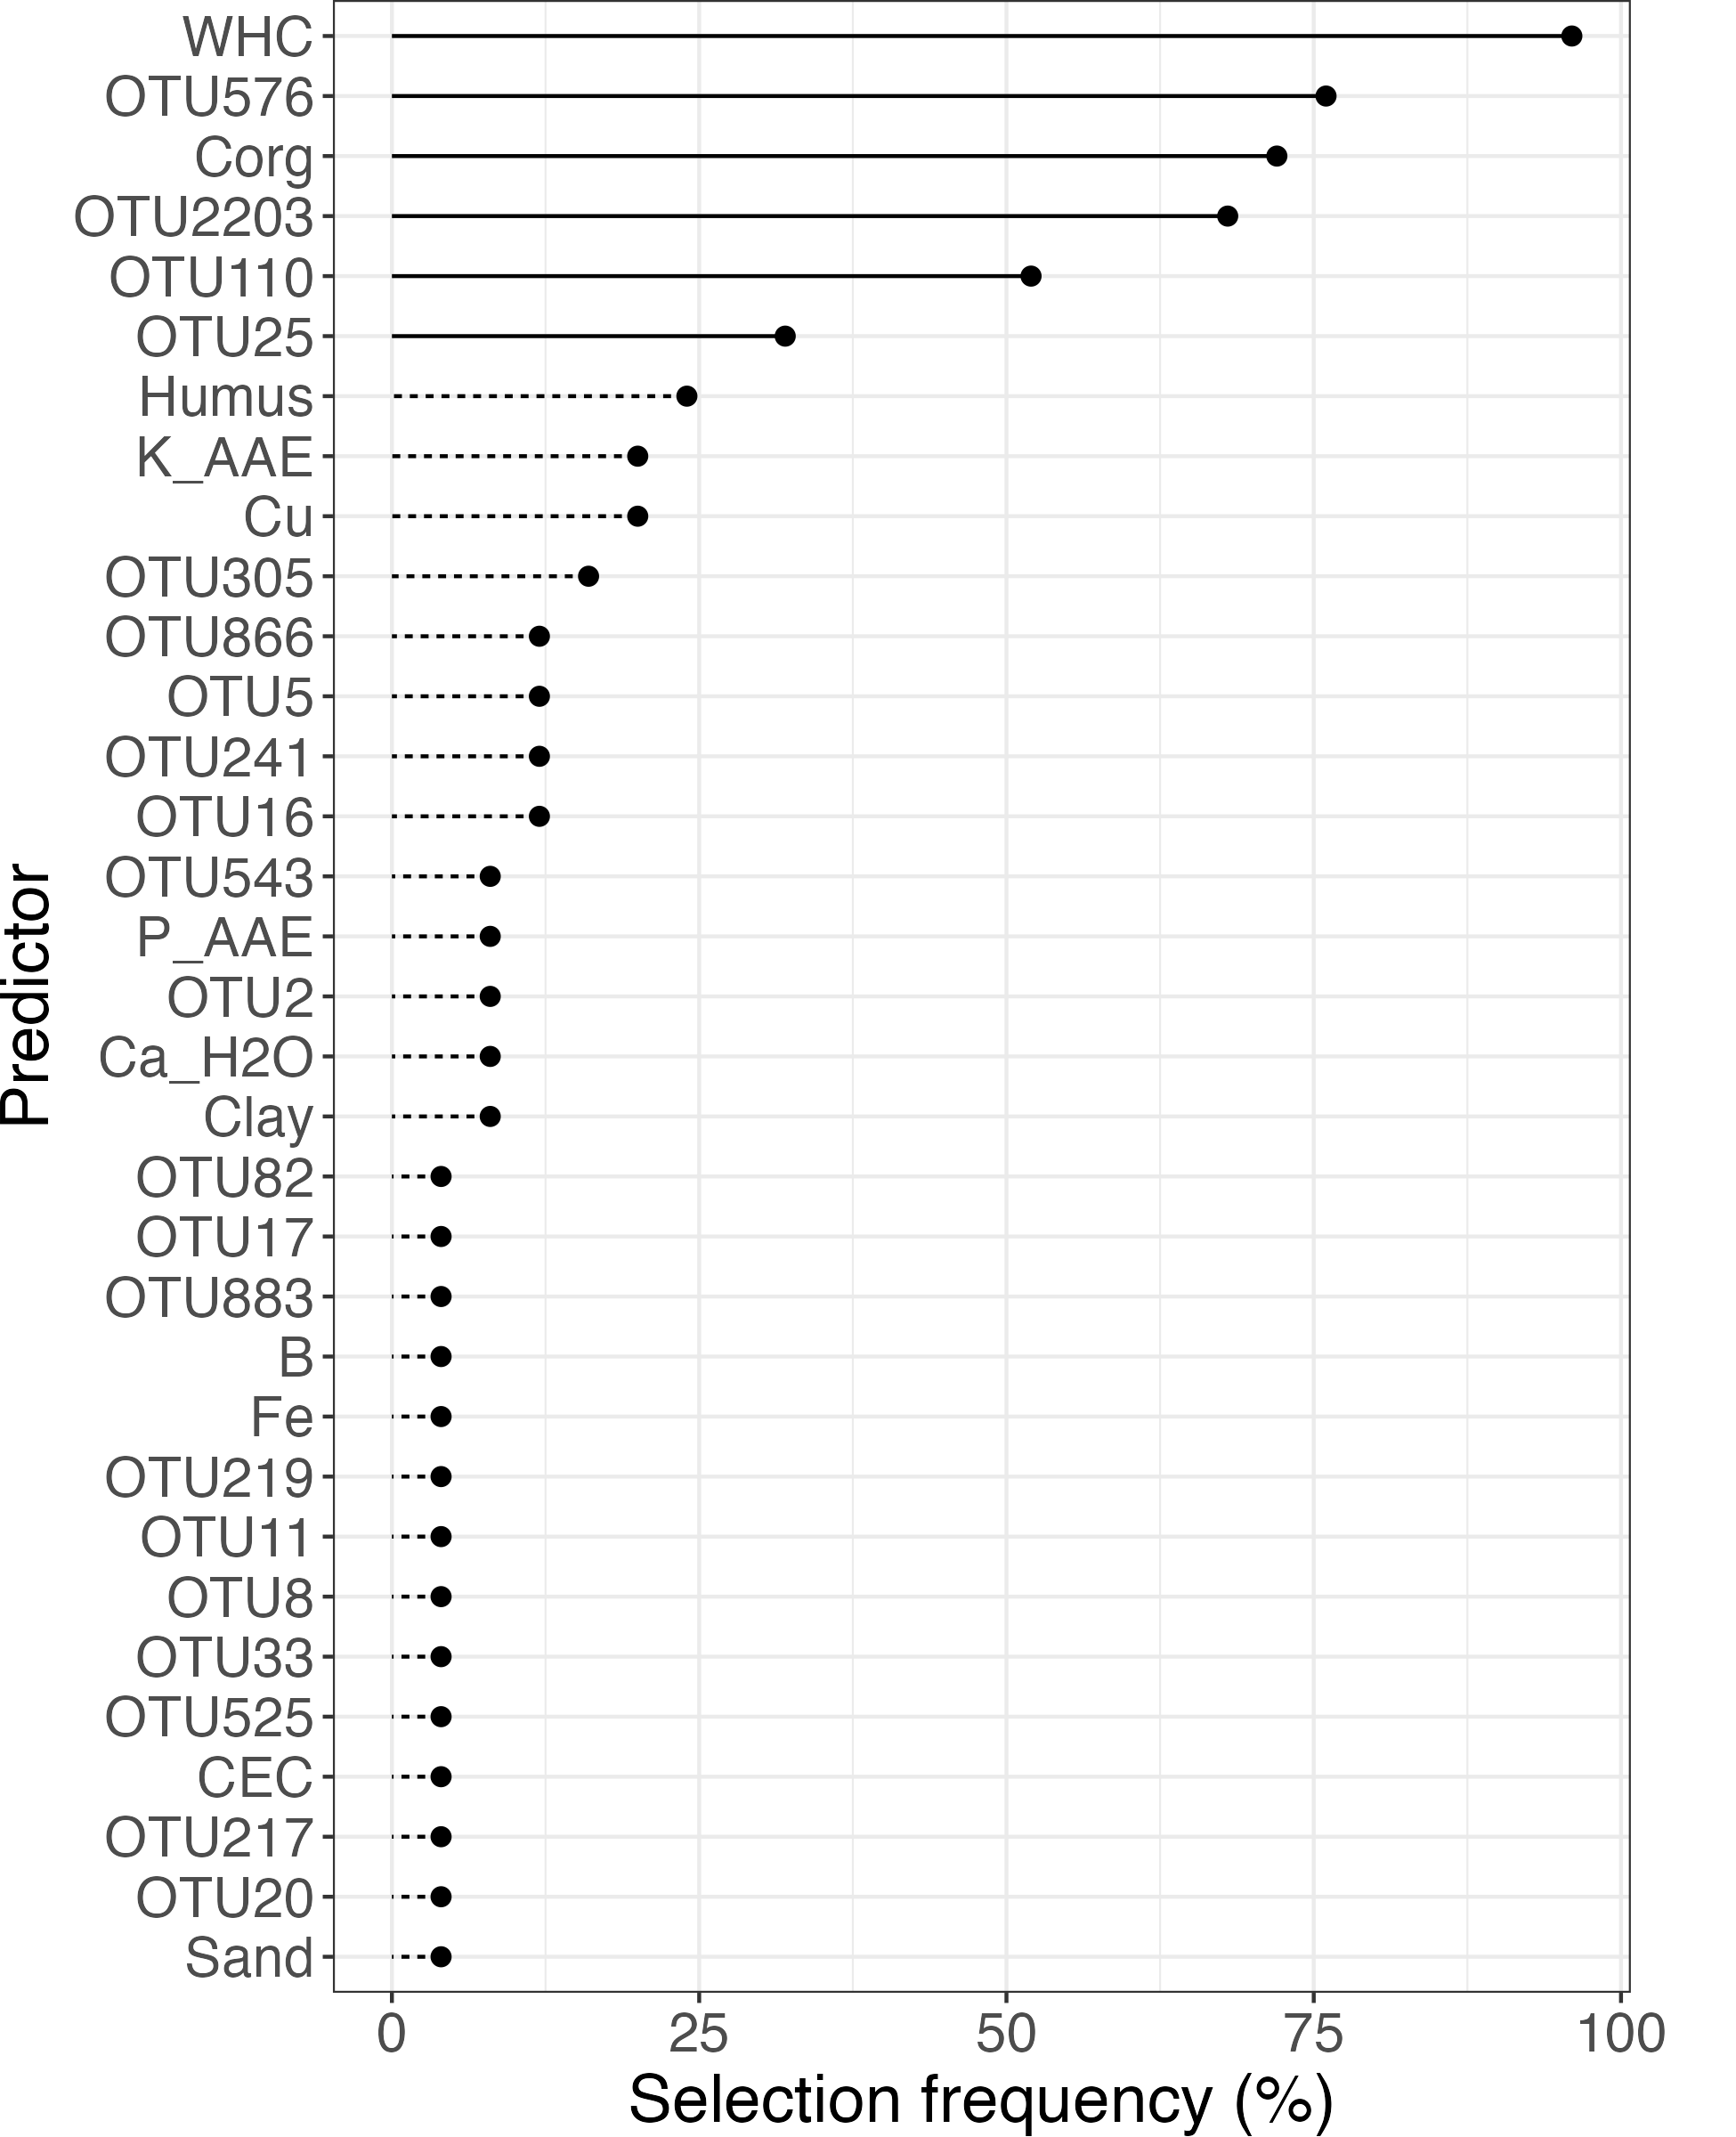 WHC
OTU576
Corg
OTU2203
OTU110
OTU25
Humus
K_AAE
Cu
OTU305
OTU866
OTU5
OTU241
OTU16
OTU543
P_AAE
OTU2
Ca_H2O
Clay
OTU82
OTU17
OTU883
B
Fe
OTU219
OTU11
OTU8
OTU33
OTU525
CEC
OTU217
OTU20
Sand
Predictor
0 25 50 75 100
Selection frequency (%)